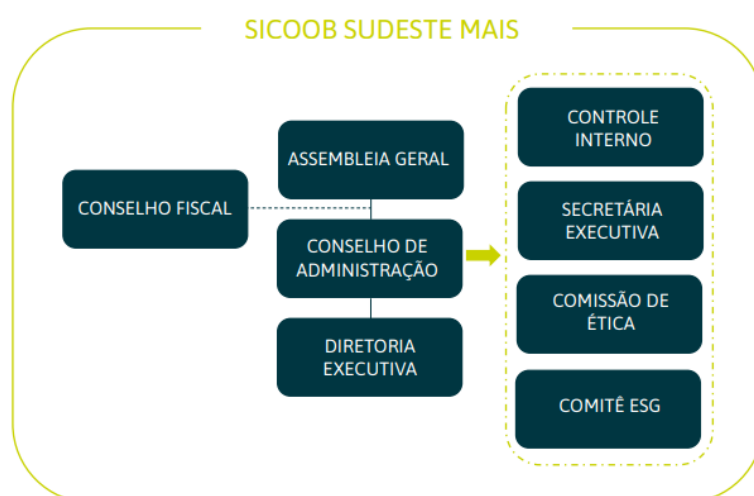 SICOOB SUDESTE MAIS
CONSELHO FISCAL
ASSEMBLEIA GERAL
CONSELHO DE
ADMINISTRAÇÃO
DIRETORIA
EXECUTIVA
CONTROLE
INTERNO
SECRETÁRIA
EXECUTIVA
COMISSÃO DE
ÉTICA
COMITÊ ESG